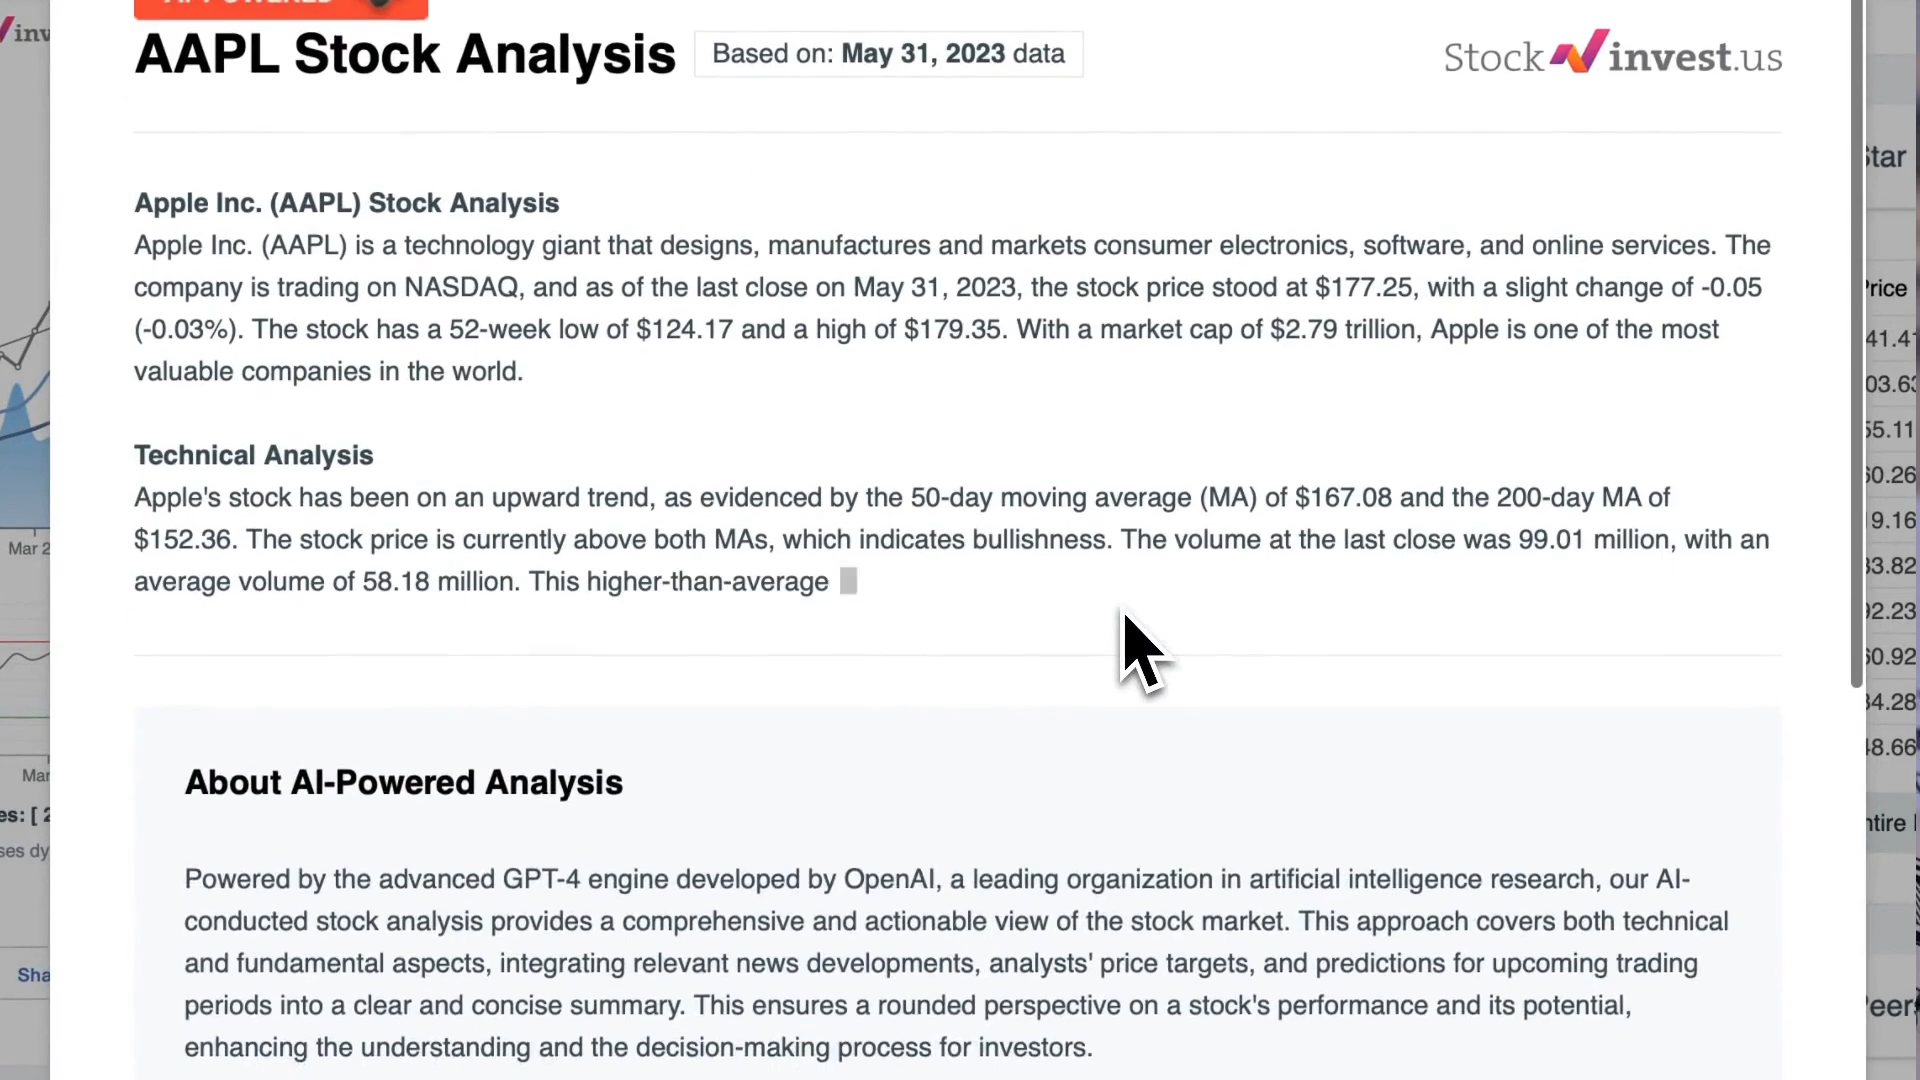 AAPL Stock Analysis
Based on: May 31, 2023 data
Stock invest.us
Apple Inc. (AAPL) Stock Analysis
Apple Inc. (AAPL) is a technology giant that designs, manufactures and markets consumer electronics, software, and online services. The
company is trading on NASDAQ, and as of the last close on May 31, 2023, the stock price stood at $177.25, with a slight change of -0.05
(-0.03%). The stock has a 52-week low of $124.17 and a high of $179.35. With a market cap of $2.79 trillion, Apple is one of the most
valuable companies in the world.
Technical Analysis
Apple's stock has been on an upward trend, as evidenced by the 50-day moving average (MA) of $167.08 and the 200-day MA of
$152.36. The stock price is currently above both MAs, which indicates bullishness. The volume at the last close was 99.01 million, with an
average volume of 58.18 million. This higher-than-average
About AI-Powered Analysis
Powered by the advanced GPT-4 engine developed by OpenAI, a leading organization in artificial intelligence research, our AI-
conducted stock analysis provides a comprehensive and actionable view of the stock market. This approach covers both technical
and fundamental aspects, integrating relevant news developments, analysts' price targets, and predictions for upcoming trading
periods into a clear and concise summary. This ensures a rounded perspective on a stock's performance and its potential,
enhancing the understanding and the decision-making process for investors.